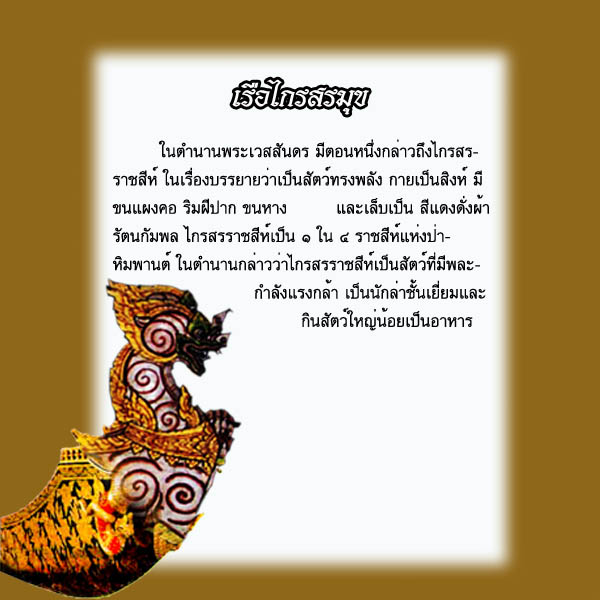 เรือไกรสรมุข
ในตำนานพระเวสสันดร มีตอนหนึ่งกล่าวถึงไกรสร-
ราชสีห์ ในเรื่องบรรยายว่าเป็นสัตว์ทรงพลัง กายเป็นสิงห์ มี
ขนแผงคอ ริมฝีปาก ขนหาง และเล็บเป็น สีแดงดั่งผ้า
รัตนกัมพล ไกรสรราชสีห์เป็น ๑ ใน ๔ ราชสีห์แห่งป่า-
หิมพานต์ ในตำนานกล่าวว่าไกรสรราชสีห์เป็นสัตว์ที่มีพละ-
กำลังแรงกล้า เป็นนักล่าชั้นเยี่ยมและ
กินสัตว์ใหญ่น้อยเป็นอาหาร